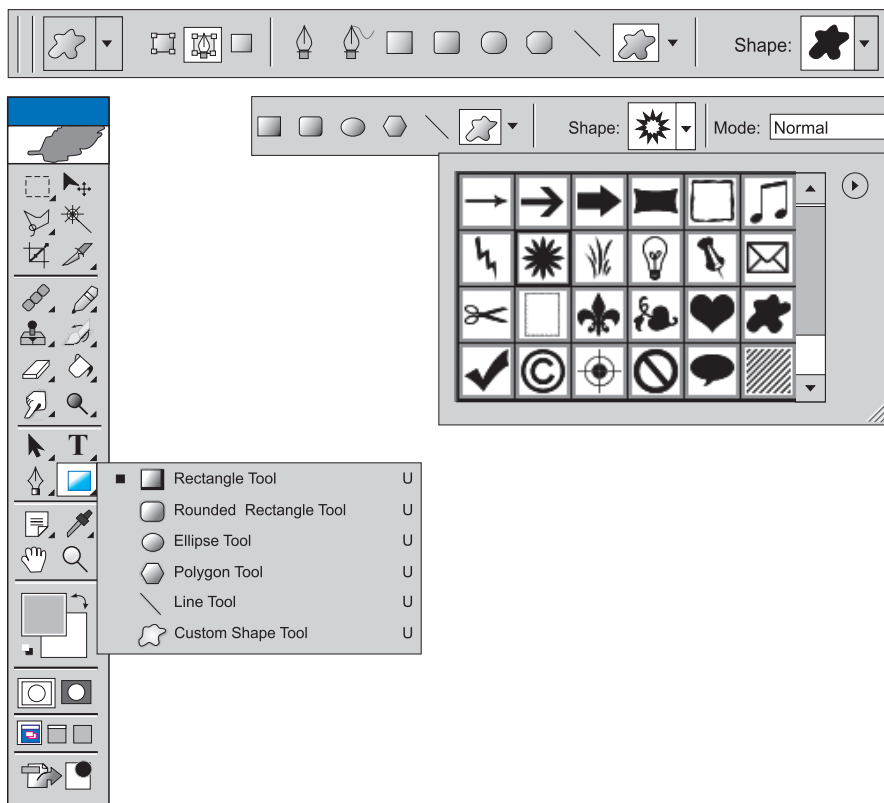 Shape:
Shape:
Mode:
Normal
©
T
Rectangle Tool U
Rounded Rectangle Tool U
Ellipse Tool U
Polygon Tool U
Line Tool U
Custom Shape Tool U